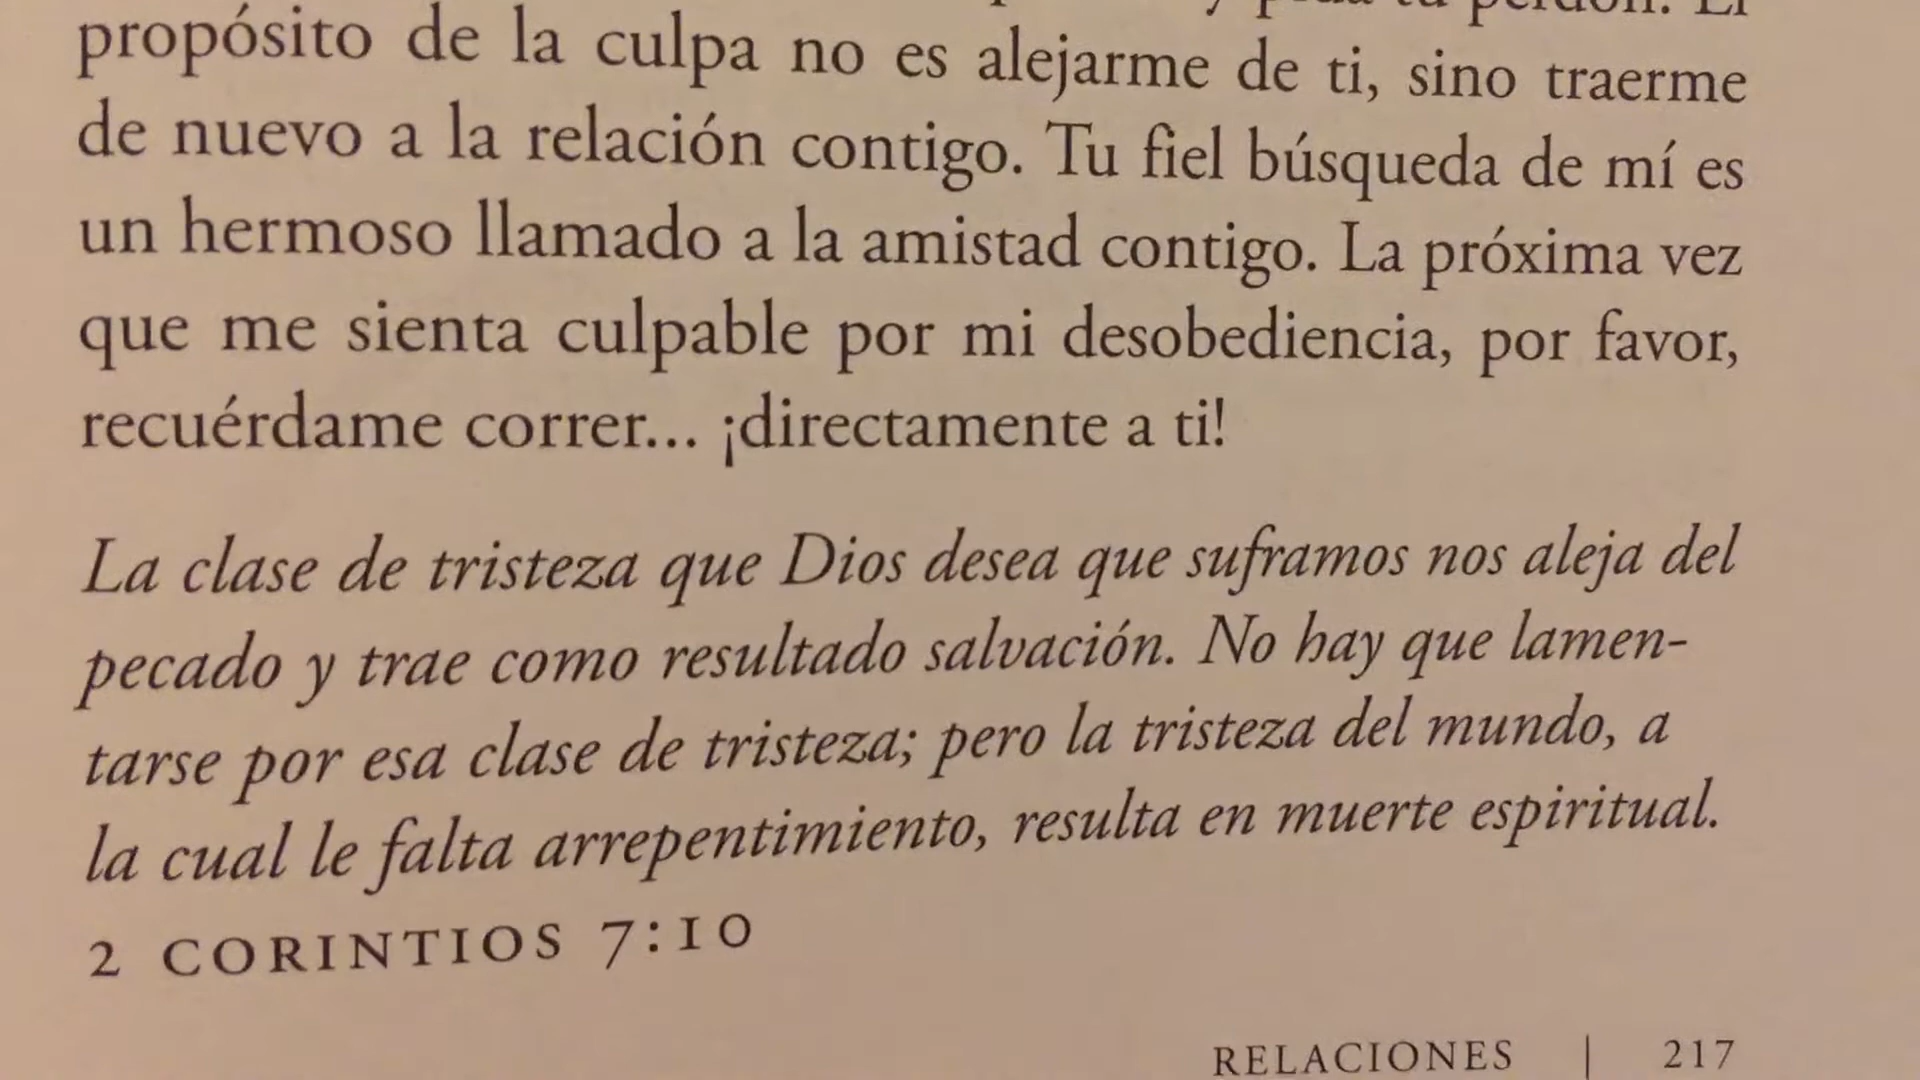 tu perdón. El
propósito de la culpa no es alejarme de ti, sino traerme
de nuevo a la relación contigo. Tu fiel búsqueda de mí es
un hermoso llamado a la amistad contigo. La próxima vez
que me sienta culpable por mi desobediencia, por favor,
recuérdame correr... ¡directamente a ti!
La clase de tristeza que Dios desea que suframos nos aleja del
pecado y trae como resultado salvación. No hay que lamen-
tarse por esa clase de tristeza; pero la tristeza del mundo, a
la cual le falta arrepentimiento, resulta en muerte espiritual.
2 CORINTIOS 7:10
RELACIONES | 217